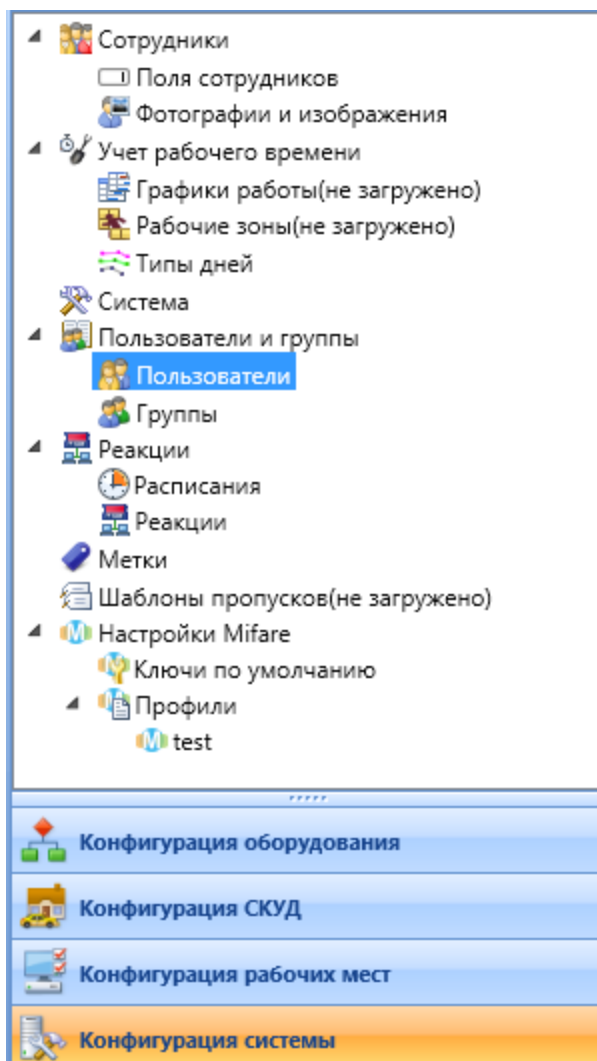 Сотрудники
Поля сотрудников
Фотографии и изображения
Учет рабочего времени
Графики работы(не загружено)
Рабочие зоны(не загружено)
Типы дней
Система
Пользователи и группы
Пользователи
Группы
Реакции
Расписания
Реакции
Метки
Шаблоны пропусков(не загружено)
Настройки Mifare
Ключи по умолчанию
Профили
test
Конфигурация оборудования
Конфигурация СКУД
Конфигурация рабочих мест
Конфигурация системы